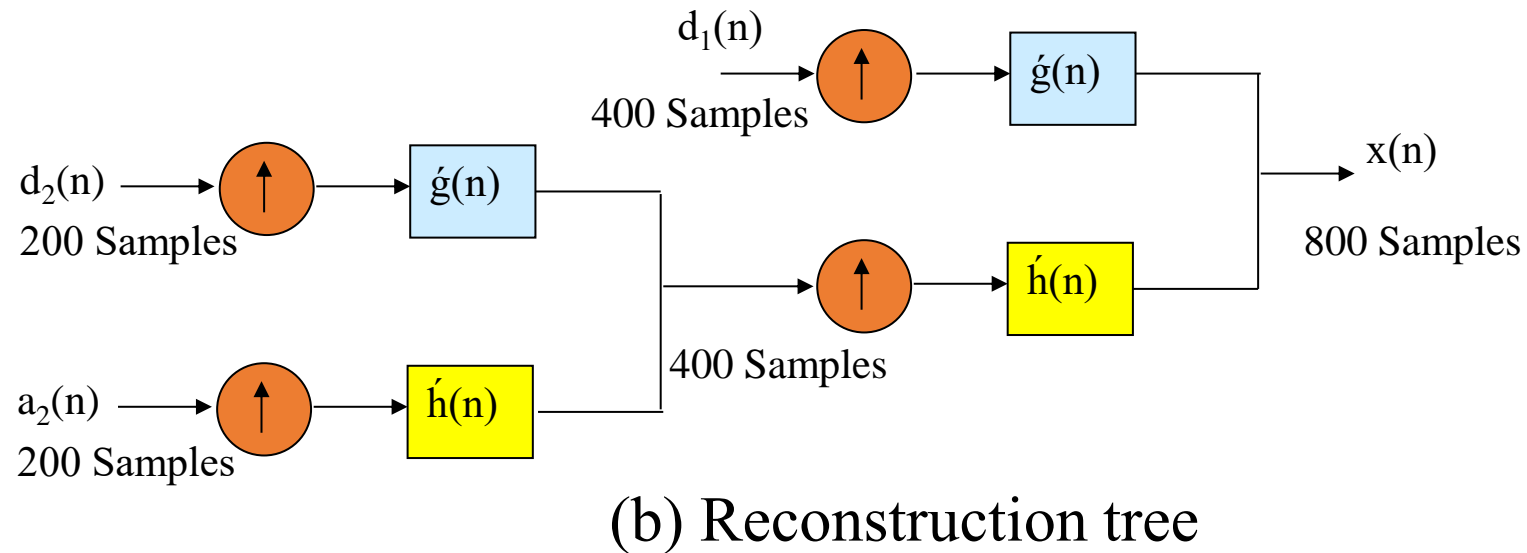 d₁(n)
400 Samples
ǵ(n)
d₂(n)
200 Samples
ǵ(n)
x(n)
800 Samples
400 Samples
h́(n)
a₂(n)
200 Samples
h́(n)
(b) Reconstruction tree